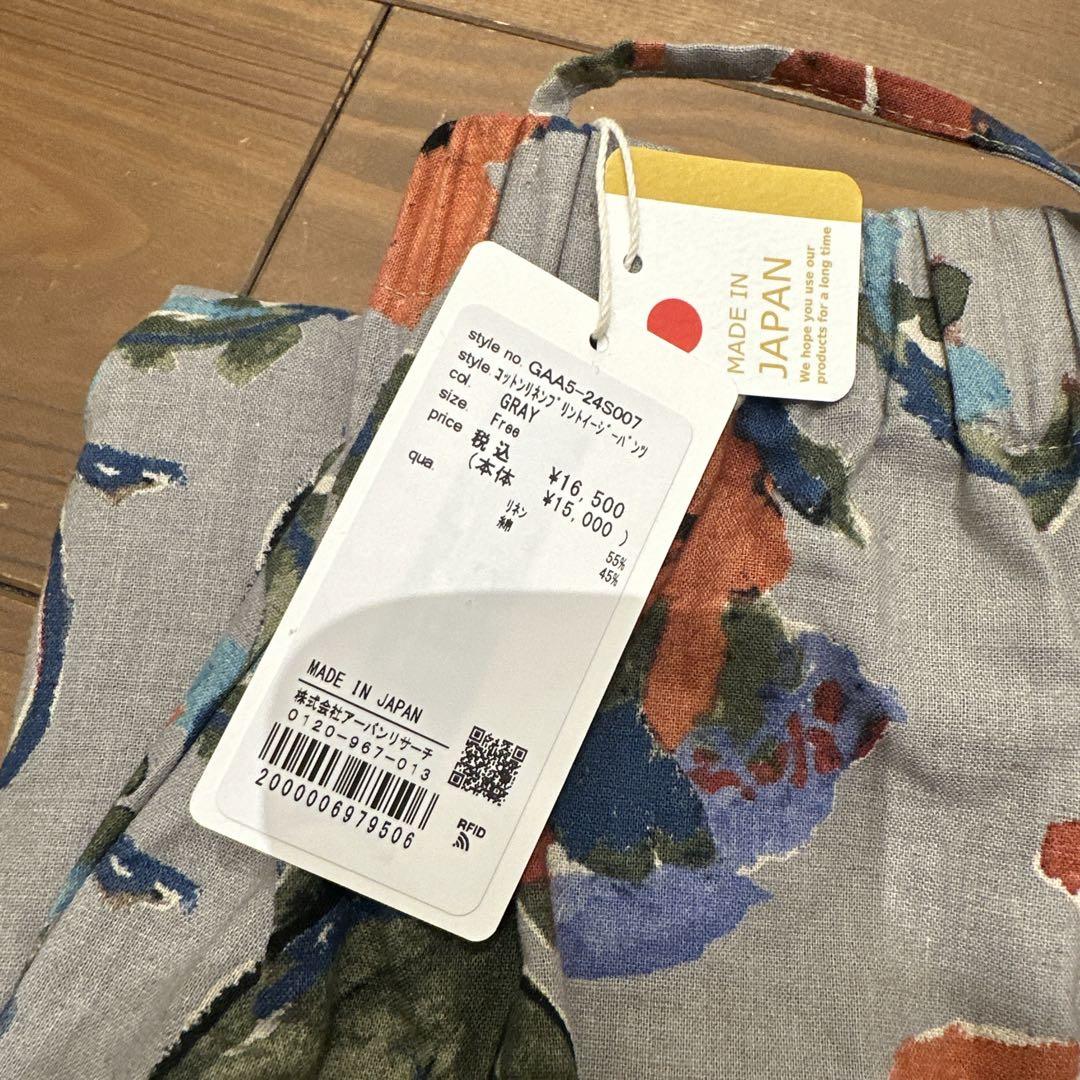 style no. GAA5-24S007
style. ｺｯﾄﾝﾘﾈﾝﾌﾟﾘﾝﾄｲｰｼﾞｰﾊﾟﾝﾂ
col. GRAY
size. Free
price 税込 ¥16,500
(本体 ¥15,000 )
qua. ﾘﾈﾝ 55%
綿 45%
MADE IN JAPAN
株式会社アーバンリサーチ
0120-967-013
2000006979506
RFID
MADE IN
JAPAN
We hope you use our
products for a long time